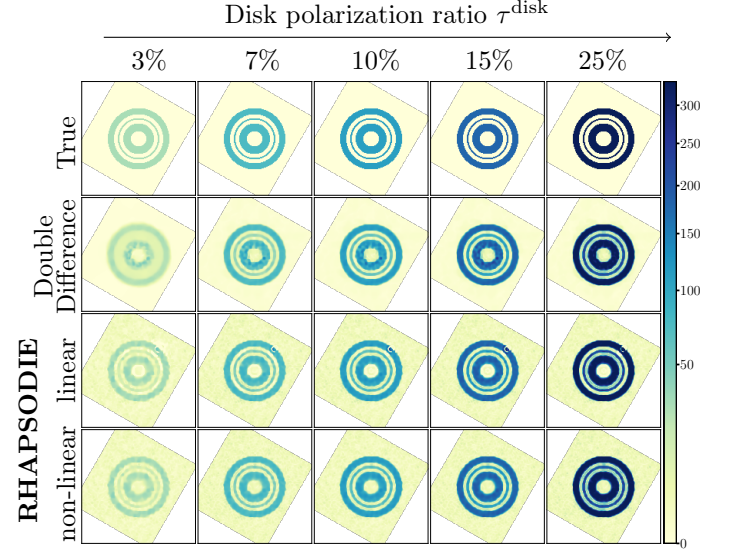 Disk polarization ratio τ^disk
3% 7% 10% 15% 25%
True
Double
Difference
RHAPSODIE
linear
non-linear
300
250
200
150
100
50
0